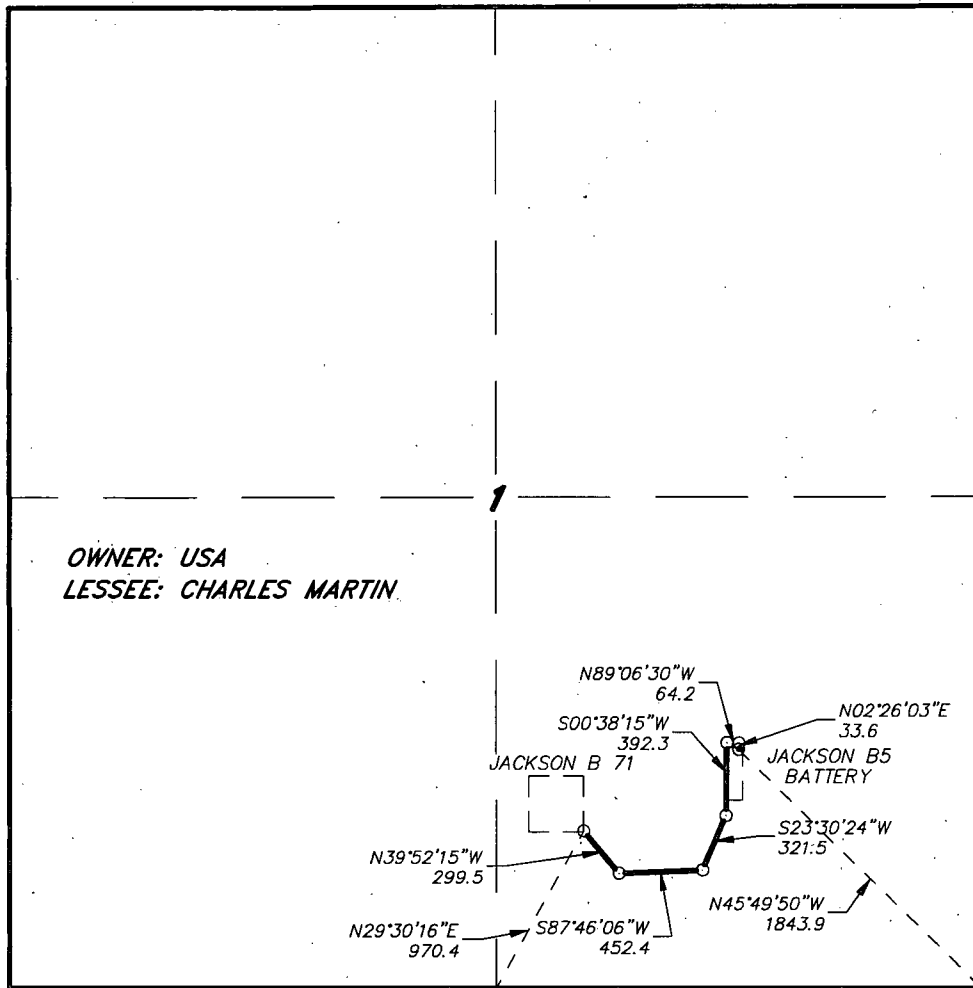 1
OWNER: USA
LESSEE: CHARLES MARTIN
N89°06'30"W
64.2
N02°26'03"E
33.6
S00°38'15"W
392.3
JACKSON B 71
JACKSON B5
BATTERY
S23°30'24"W
321.5
N39°52'15"W
299.5
N45°49'50"W
1843.9
N29°30'16"E
970.4
S87°46'06"W
452.4